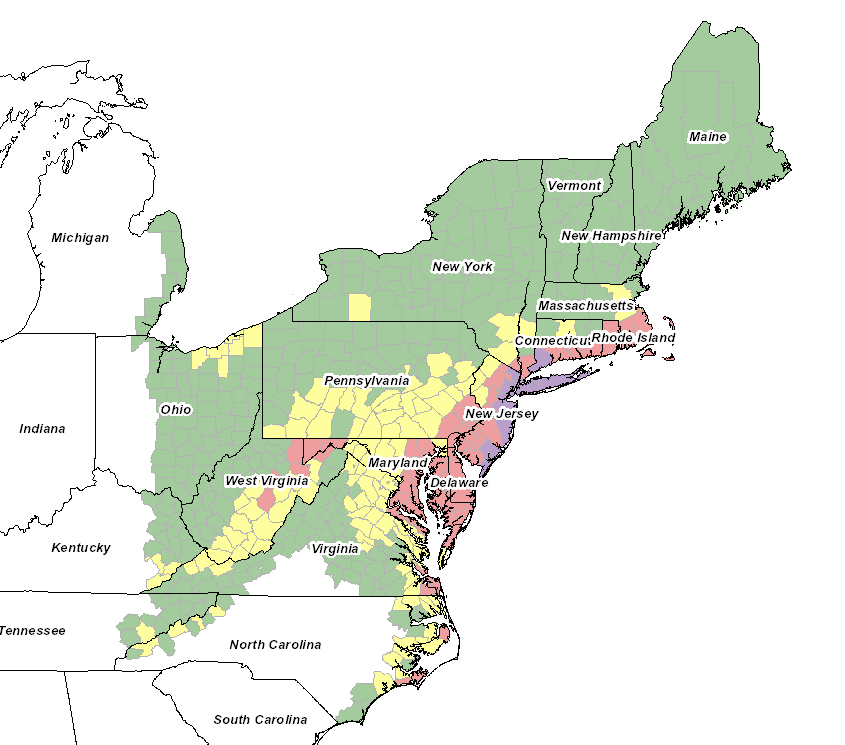 Maine
Vermont
Michigan
New Hampshire
New York
Massachusetts
Connecticu
Rhode Island
Pennsylvania
Ohio
New Jersey
Indiana
Maryland
West Virginia
Delaware
Kentucky
Virginia
Tennessee
North Carolina
South Carolina